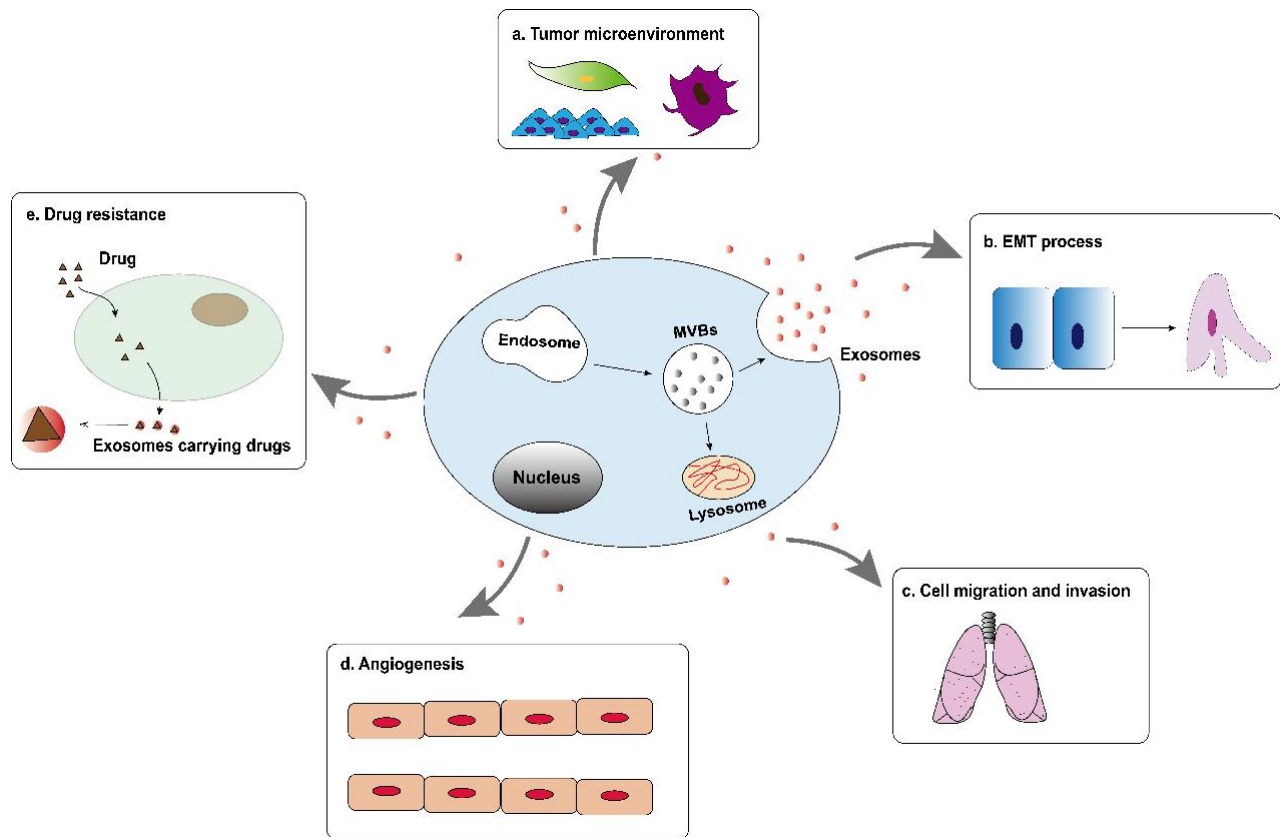 a. Tumor microenvironment
e. Drug resistance
Drug
Exosomes carrying drugs
b. EMT process
Endosome
MVBs
Exosomes
Nucleus
Lysosome
c. Cell migration and invasion
d. Angiogenesis